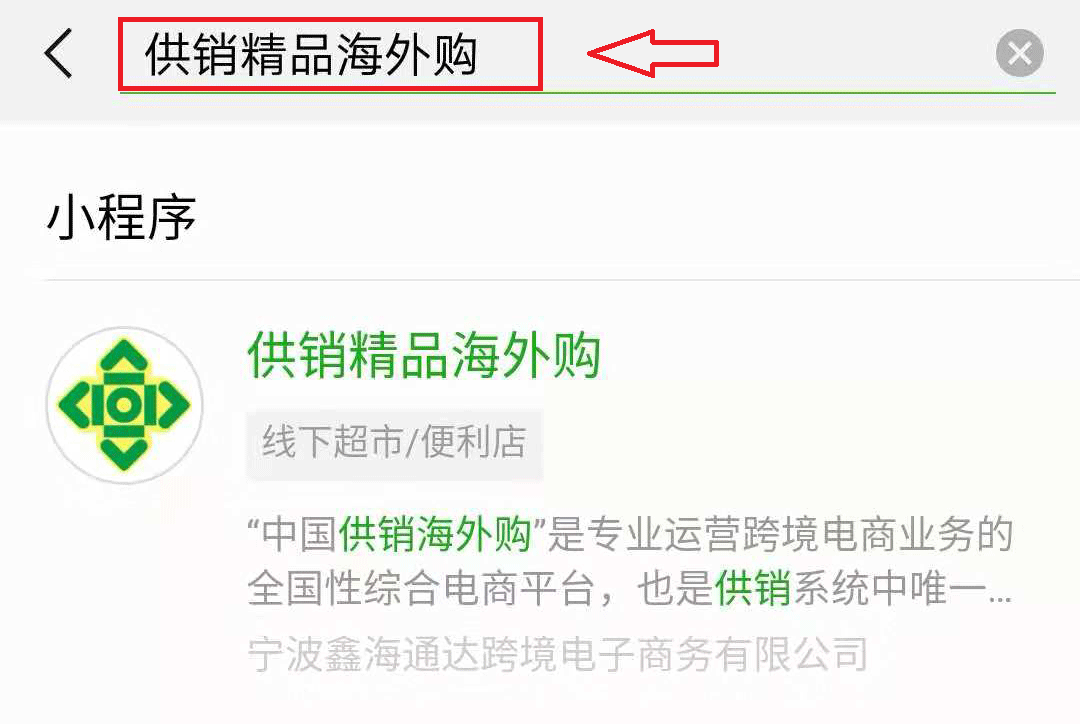 供销精品海外购
小程序
供销精品海外购
线下超市/便利店
“中国供销海外购”是专业运营跨境电商业务的
全国性综合电商平台，也是供销系统中唯一...
宁波鑫海通达跨境电子商务有限公司